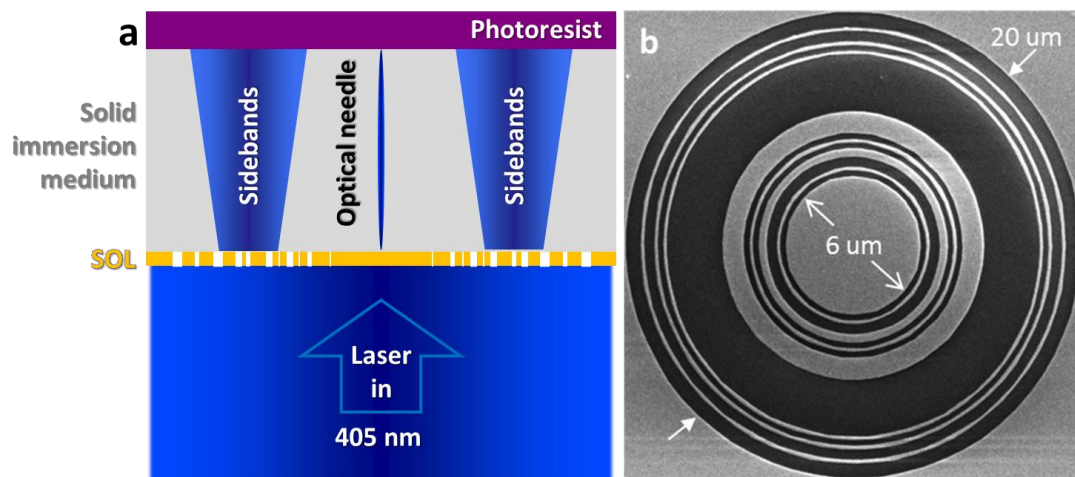 a
Photoresist
Solid
immersion
medium
Sidebands
Optical needle
Sidebands
SOL
Laser
in
405 nm
b
20 um
6 um